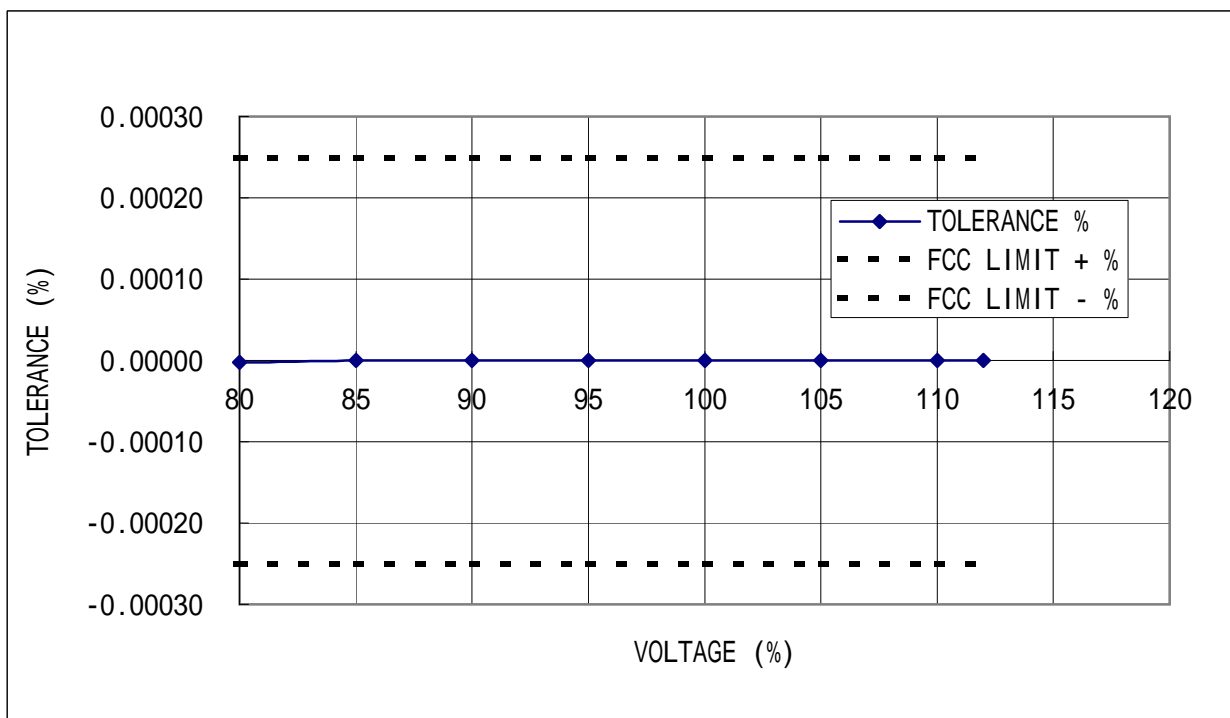 0.00030
0.00020
0.00010
0.00000
-0.00010
-0.00020
-0.00030
TOLERANCE (%)
80 85 90 95 100 105 110 115 120
VOLTAGE (%)
TOLERANCE %
FCC LIMIT + %
FCC LIMIT - %